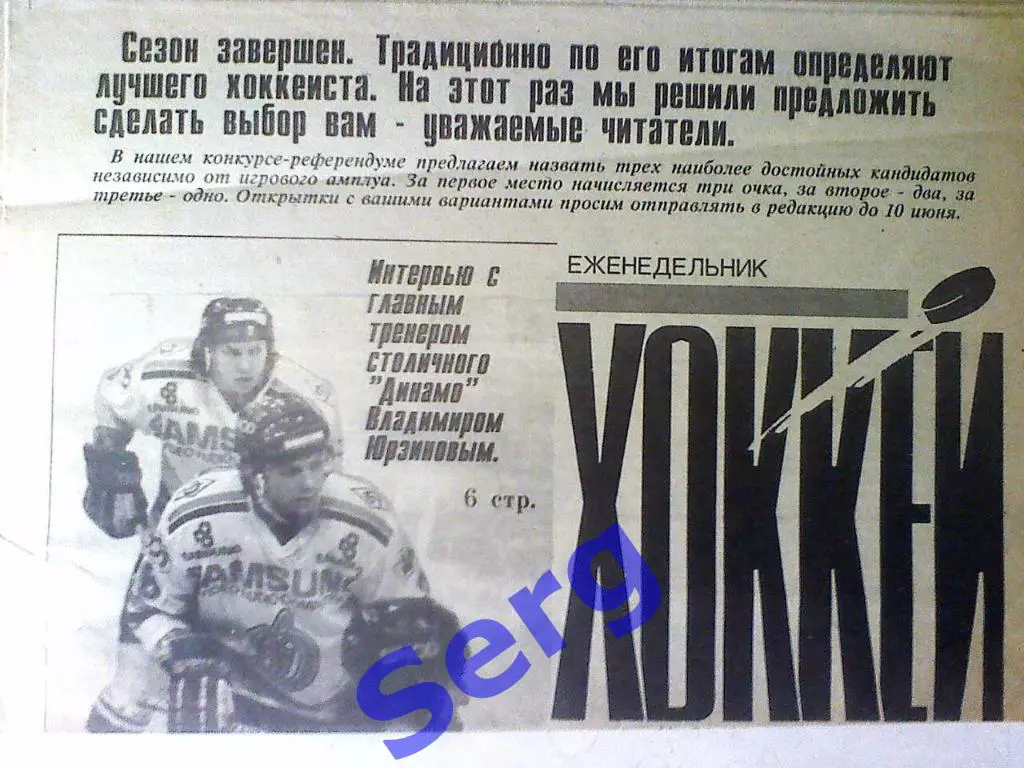 Сезон завершен. Традиционно по его итогам определяют
лучшего хоккеиста. На этот раз мы решили предложить
сделать выбор вам - уважаемые читатели.
В нашем конкурсе-референдуме предлагаем назвать трех наиболее достойных кандидатов
независимо от игрового амплуа. За первое место начисляется три очка, за второе - два, за
третье - одно. Открытки с вашими вариантами просим отправлять в редакцию до 10 июня.
Интервью с
главным
тренером
столичного
"Динамо"
Владимиром
Юрзиновым.
6 стр.
ЕЖЕНЕДЕЛЬНИК
ХОККЕЙ
SAMSUNG
SAMSUNG
Serg